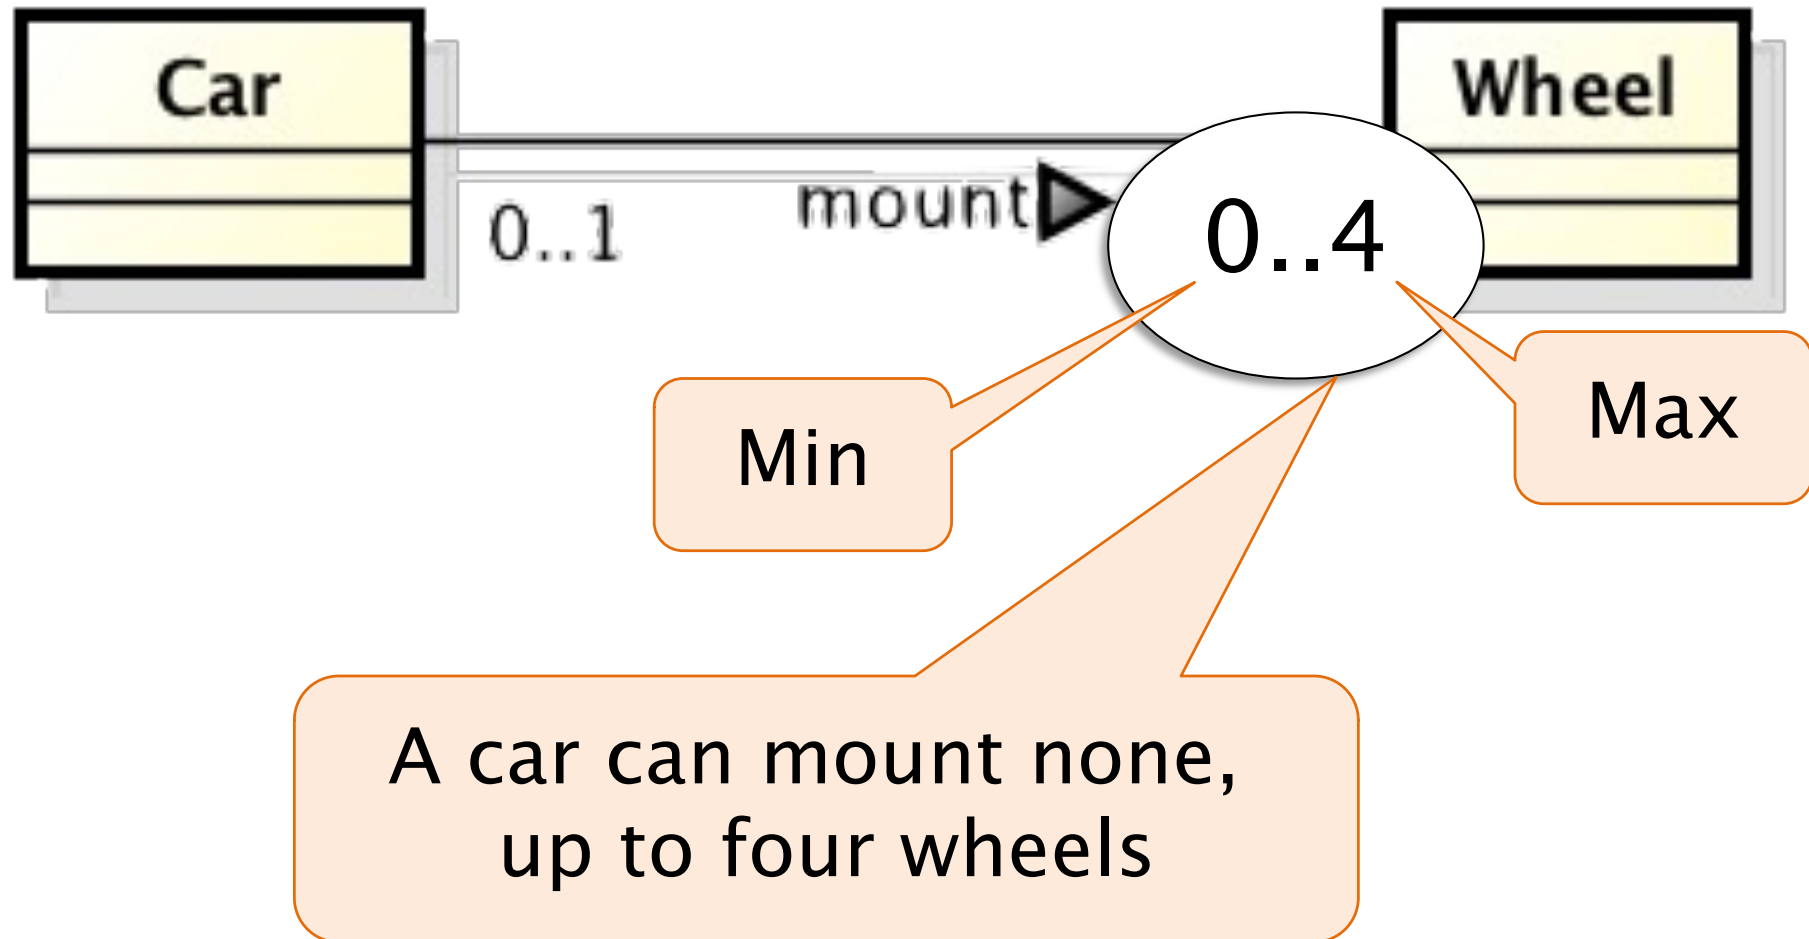 Car
Wheel
0..1
mount
0..4
Min
Max
A car can mount none,
up to four wheels